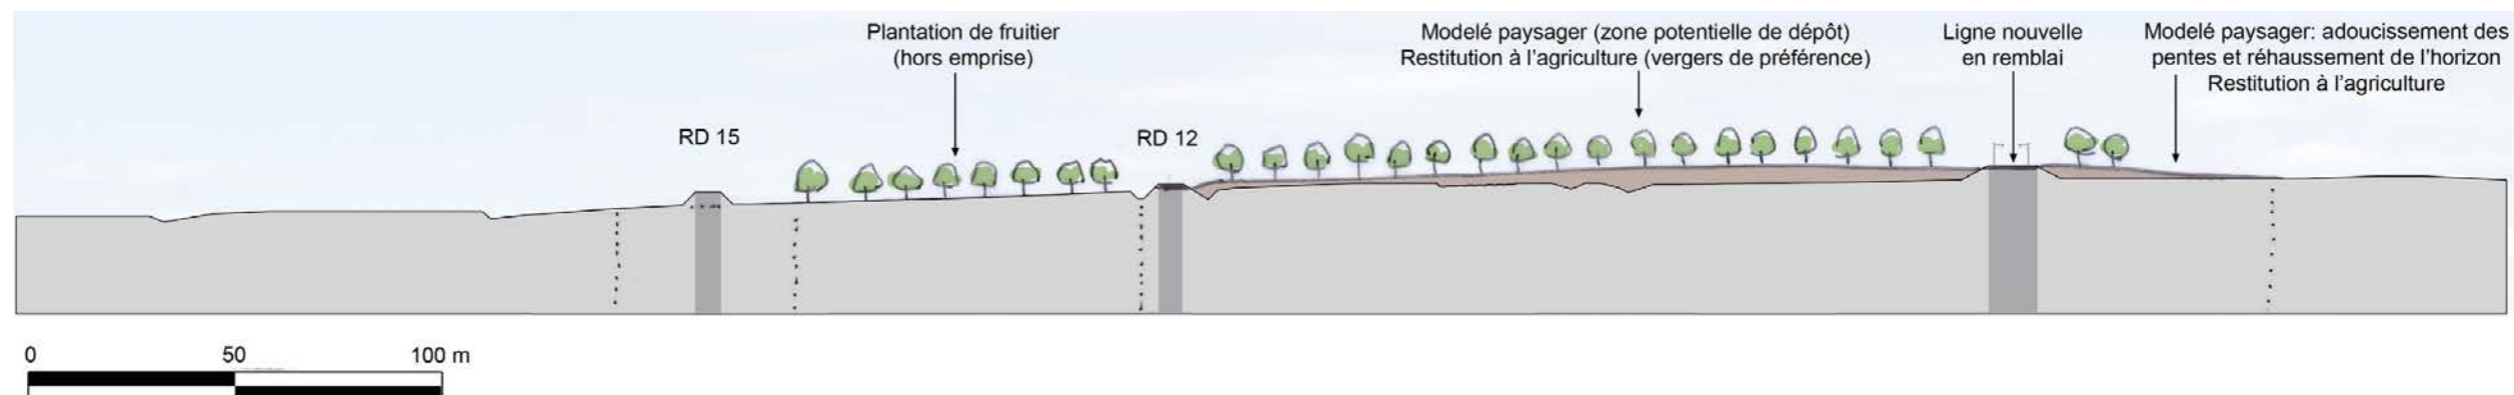 Plantation de fruitier
(hors emprise)
Modelé paysager (zone potentielle de dépôt)
Restitution à l'agriculture (vergers de préférence)
Ligne nouvelle
en remblai
Modelé paysager: adoucissement des
pentes et réhaussement de l'horizon
Restitution à l'agriculture
RD 15
RD 12
0 50 100 m